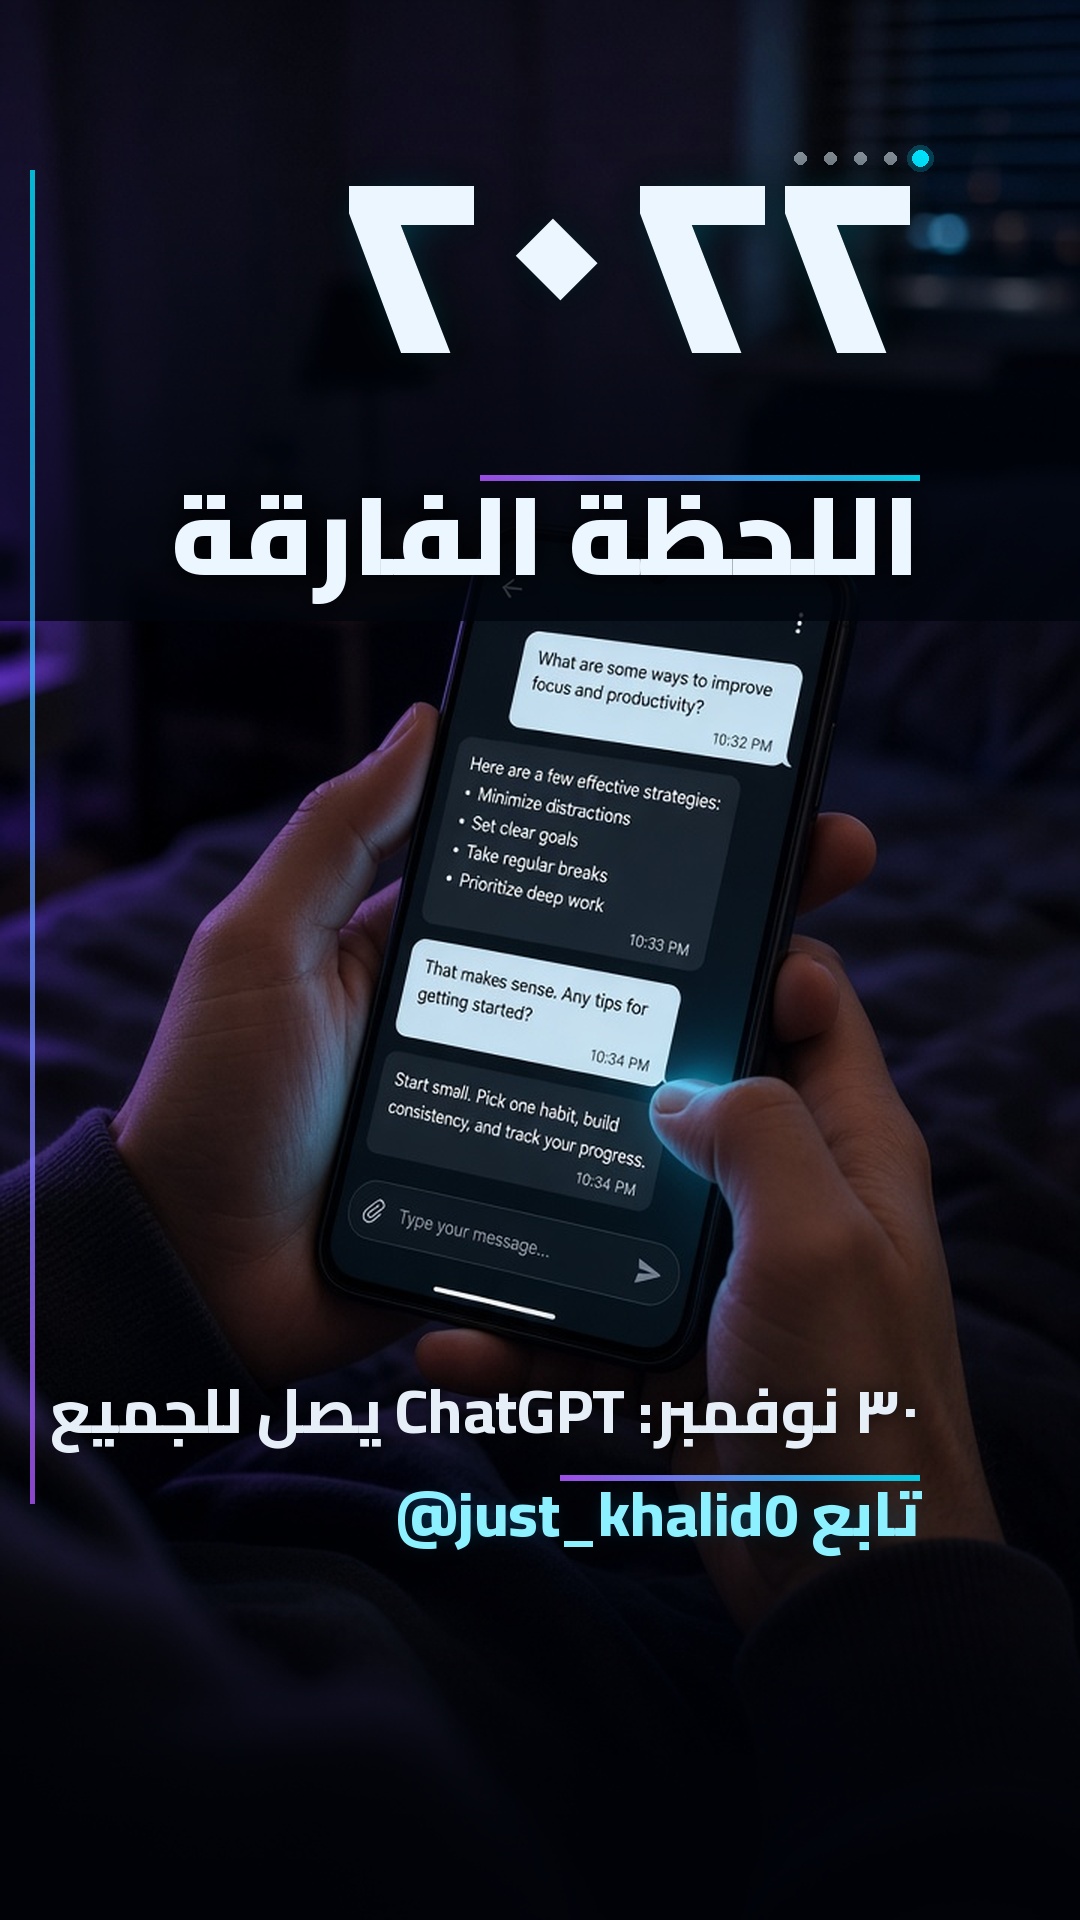 ٢٠٢٢
اللحظة الفارقة
What are some ways to improve
focus and productivity?
10:32 PM
Here are a few effective strategies:
• Minimize distractions
• Set clear goals
• Take regular breaks
• Prioritize deep work
10:33 PM
That makes sense. Any tips for
getting started?
10:34 PM
Start small. Pick one habit, build
consistency, and track your progress.
10:34 PM
Type your message...
٣٠ نوفمبر: ChatGPT يصل للجميع
تابع @just_khalid0